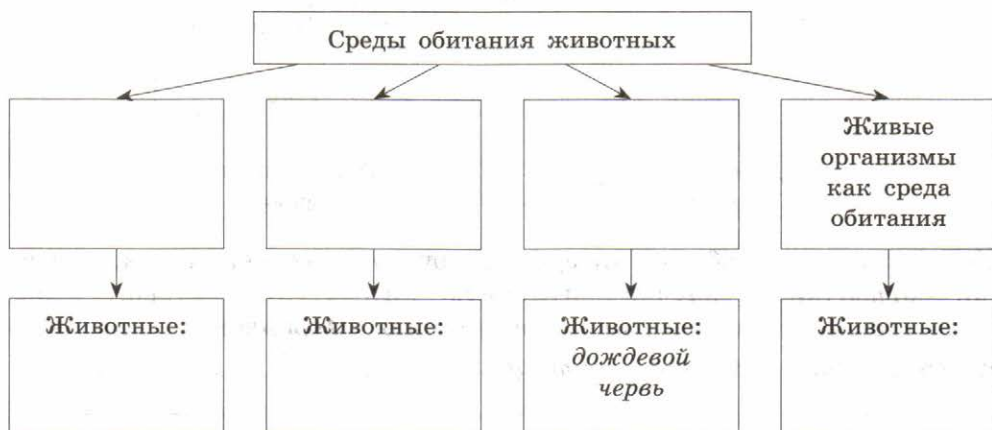 Среды обитания животных
Живые
организмы
как среда
обитания
Животные:
Животные:
Животные:
дождевой
червь
Животные: